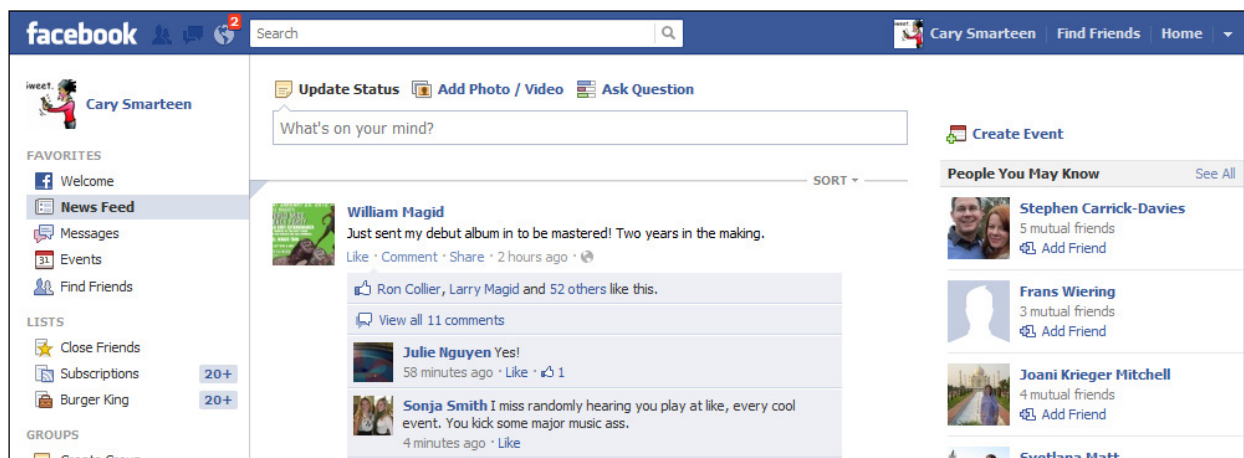 facebook
2
Search
Cary Smarteen
Find Friends
Home
Cary Smarteen
FAVORITES
Welcome
News Feed
Messages
31
Events
Find Friends
LISTS
Close Friends
Subscriptions
20+
Burger King
20+
GROUPS
Create Group
Update Status Add Photo / Video Ask Question
What's on your mind?
SORT
William Magid
Just sent my debut album in to be mastered! Two years in the making.
Like · Comment · Share · 2 hours ago ·
Ron Collier, Larry Magid and 52 others like this.
View all 11 comments
Julie Nguyen Yes!
58 minutes ago · Like · 1
Sonja Smith I miss randomly hearing you play at like, every cool
event. You kick some major music ass.
4 minutes ago · Like
Create Event
People You May Know
See All
Stephen Carrick-Davies
5 mutual friends
Add Friend
Frans Wiering
3 mutual friends
Add Friend
Joani Krieger Mitchell
4 mutual friends
Add Friend
Svetlana Matt